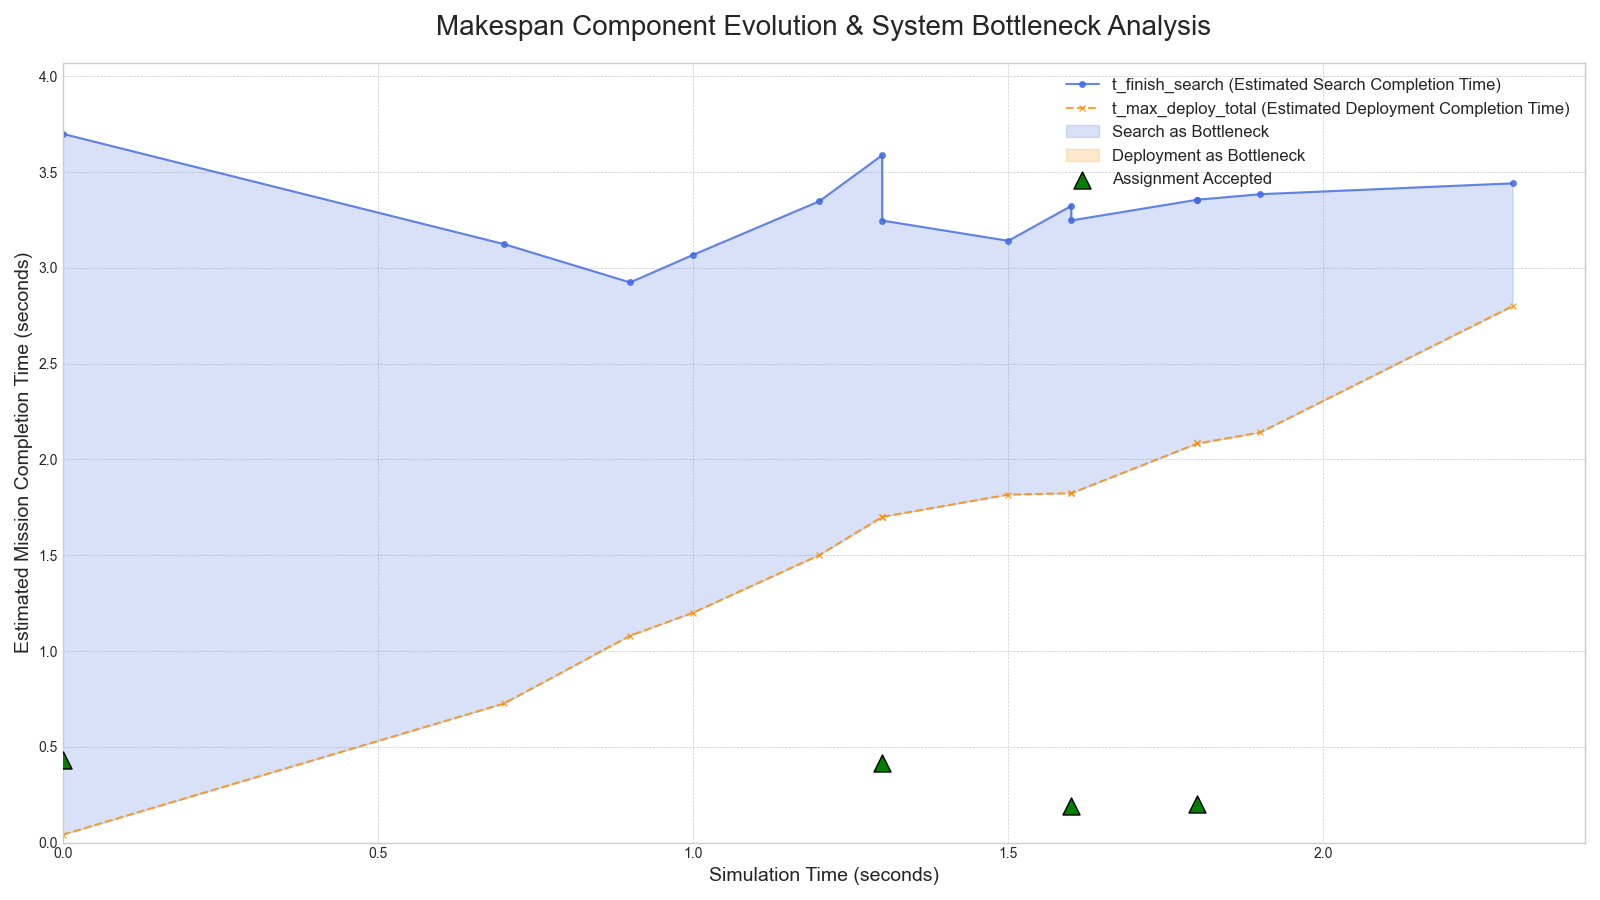 Makespan Component Evolution & System Bottleneck Analysis
t_finish_search (Estimated Search Completion Time)
t_max_deploy_total (Estimated Deployment Completion Time)
Search as Bottleneck
Deployment as Bottleneck
Assignment Accepted
Estimated Mission Completion Time (seconds)
4.0
3.5
3.0
2.5
2.0
1.5
1.0
0.5
0.0
0.0 0.5 1.0 1.5 2.0
Simulation Time (seconds)